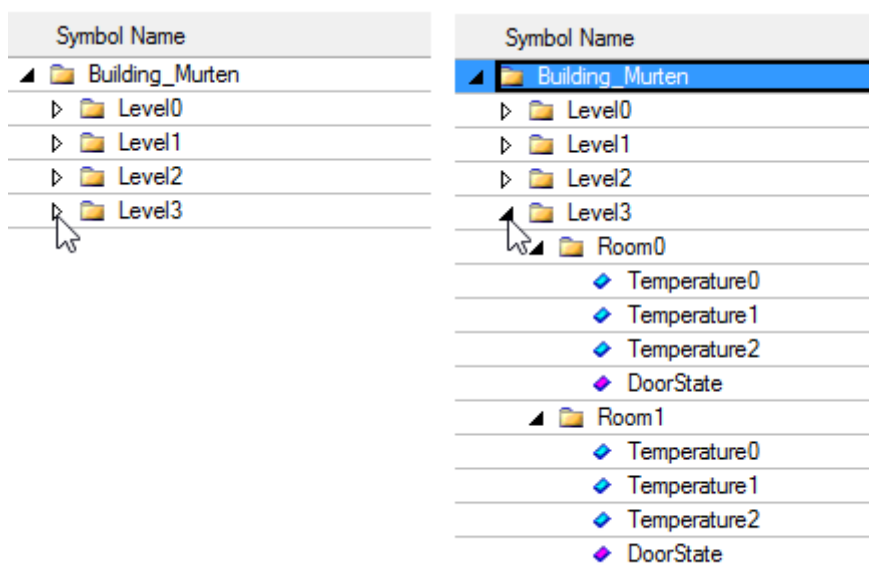 Symbol Name
Building_Murten
Level0
Level1
Level2
Level3
Symbol Name
Building_Murten
Level0
Level1
Level2
Level3
Room0
Temperature0
Temperature1
Temperature2
DoorState
Room1
Temperature0
Temperature1
Temperature2
DoorState